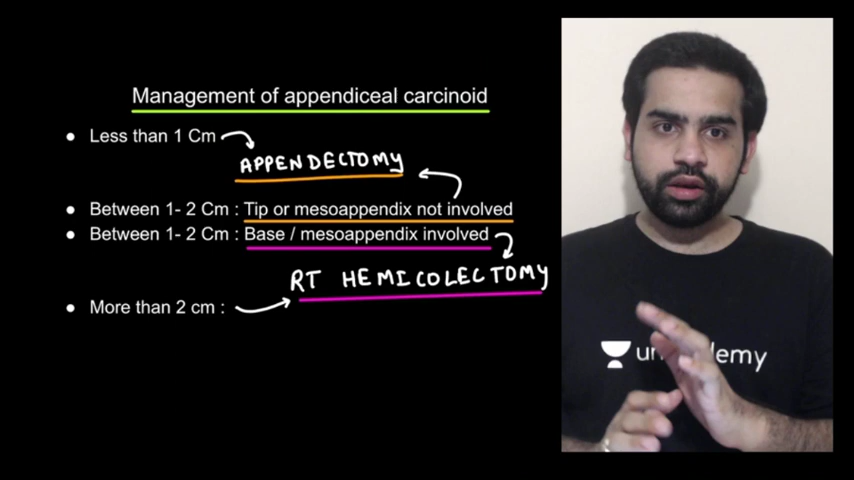 Management of appendiceal carcinoid
● Less than 1 Cm
APPENDECTOMY
● Between 1- 2 Cm : Tip or mesoappendix not involved
● Between 1- 2 Cm : Base / mesoappendix involved
RT HEMICOLECTOMY
● More than 2 cm :